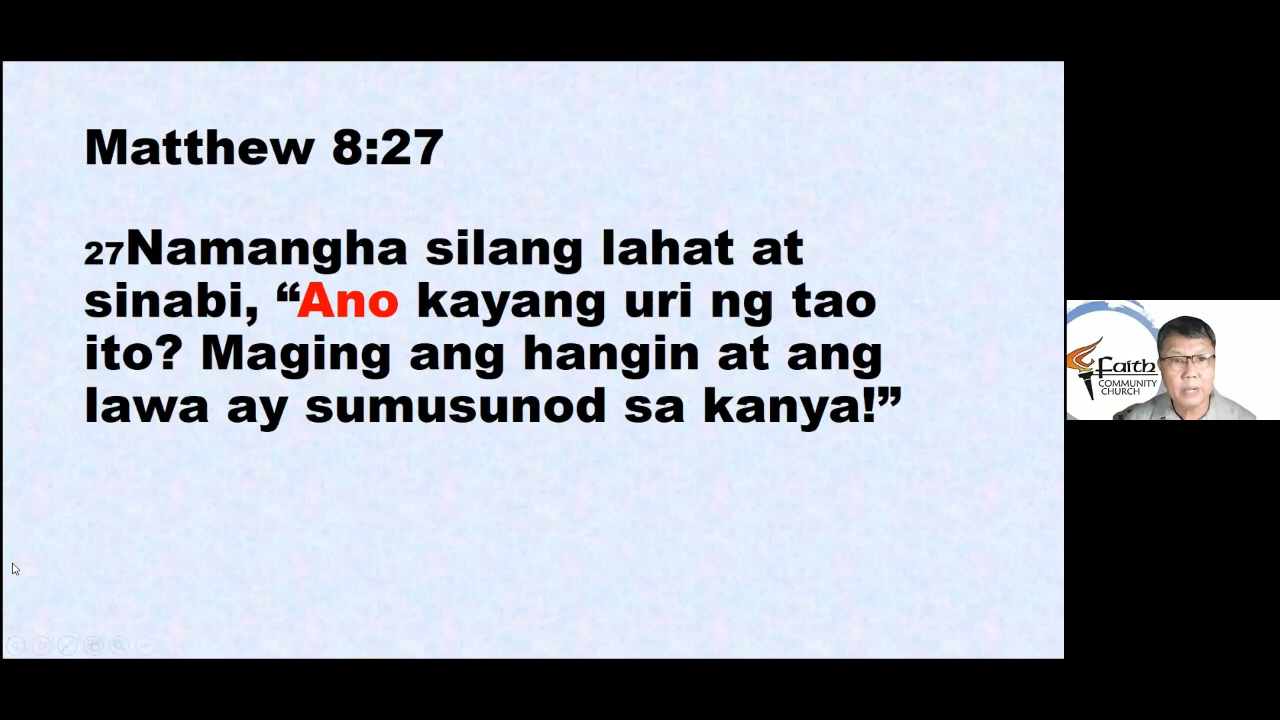 Matthew 8:27
27Namangha silang lahat at
sinabi, “Ano kayang uri ng tao
ito? Maging ang hangin at ang
lawa ay sumusunod sa kanya!”
Faith
COMMUNITY
CHURCH